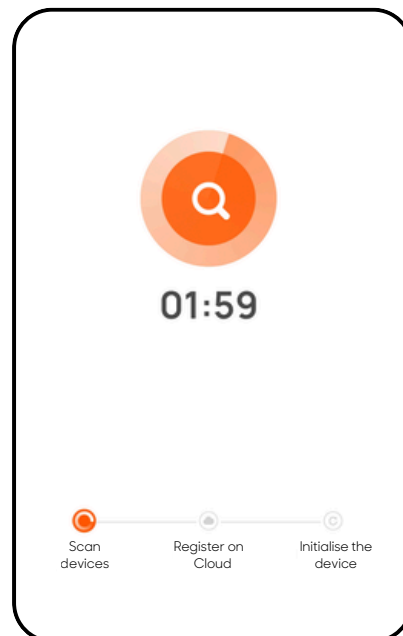 01:59
Scan
devices
Register on
Cloud
Initialise the
device